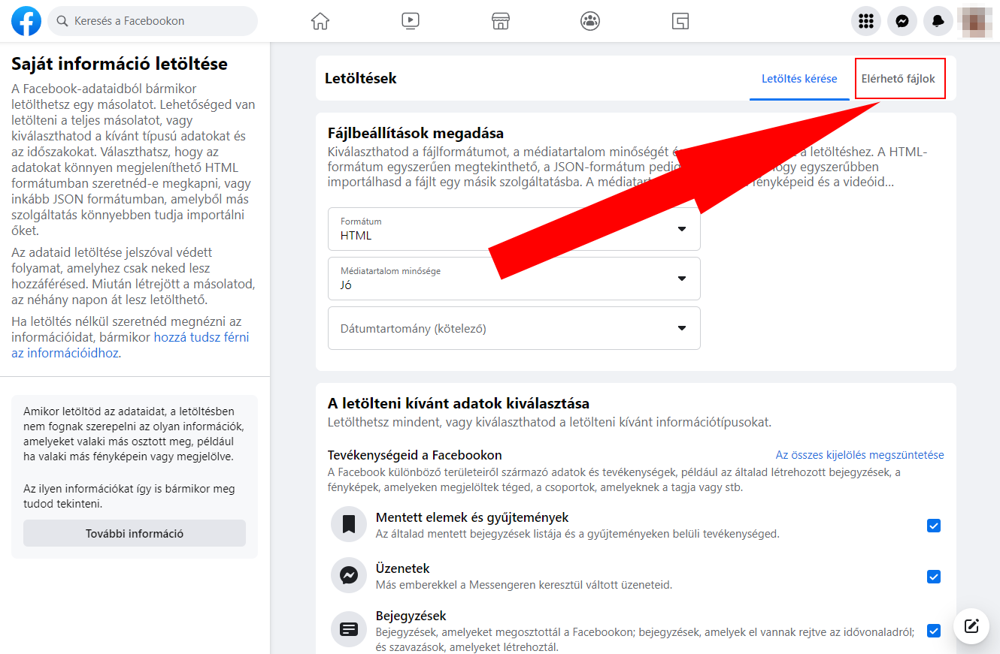 Keresés a Facebookon
Saját információ letöltése
A Facebook-adataidból bármikor
letölthetsz egy másolatot. Lehetőséged van
letölteni a teljes másolatot, vagy
kiválaszthatod a kívánt típusú adatokat és
az időszakokat. Választhatsz, hogy az
adatokat könnyen megjeleníthető HTML
formátumban szeretnéd-e megkapni, vagy
inkább JSON formátumban, amelyből más
szolgáltatás könnyebben tudja importálni
őket.
Az adataid letöltése jelszóval védett
folyamat, amelyhez csak neked lesz
hozzáférésed. Miután létrejött a másolatod,
az néhány napon át lesz letölthető.
Ha letöltés nélkül szeretnéd megnézni az
információidat, bármikor hozzá tudsz férni
az információidhoz.
Amikor letöltöd az adataidat, a letöltésben
nem fognak szerepelni az olyan információk,
amelyeket valaki más osztott meg, például
ha valaki más fényképein vagy megjelölve.
Az ilyen információkat így is bármikor meg
tudod tekinteni.
További információ
Letöltések
Letöltés kérése
Elérhető fájlok
Fájlbeállítások megadása
Kiválaszthatod a fájlformátumot, a médiatartalom minőségét a letöltéshez. A HTML-
formátum egyszerűen megtekinthető, a JSON-formátum pedig hogy egyszerűbben
importálhasd a fájlt egy másik szolgáltatásba. A fényképeid és a videóid...
Formátum
HTML
Médiatartalom minősége
Jó
Dátumtartomány (kötelező)
A letölteni kívánt adatok kiválasztása
Letölthetsz mindent, vagy kiválaszthatod a letölteni kívánt információtípusokat.
Tevékenységeid a Facebookon
Az összes kijelölés megszüntetése
A Facebook különböző területeiről származó adatok és tevékenységek, például az általad létrehozott bejegyzések, a
fényképek, amelyeken megjelöltek téged, a csoportok, amelyeknek a tagja vagy stb.
Mentett elemek és gyűjtemények
Az általad mentett bejegyzések listája és a gyűjteményeken belüli tevékenységed.
Üzenetek
Más emberekkel a Messengeren keresztül váltott üzeneteid.
Bejegyzések
Bejegyzések, amelyeket megosztottál a Facebookon; bejegyzések, amelyek el vannak rejtve az idővonaladról;
és szavazások, amelyeket létrehoztál.